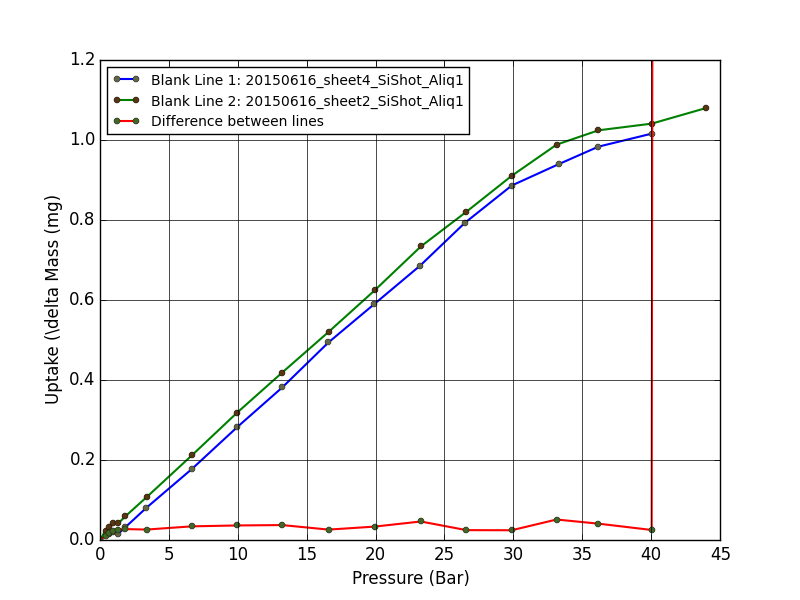 Blank Line 1: 20150616_sheet4_SiShot_Aliq1
Blank Line 2: 20150616_sheet2_SiShot_Aliq1
Difference between lines
1.2
1.0
0.8
0.6
0.4
0.2
0.0
Uptake (\delta Mass (mg)
0 5 10 15 20 25 30 35 40 45
Pressure (Bar)